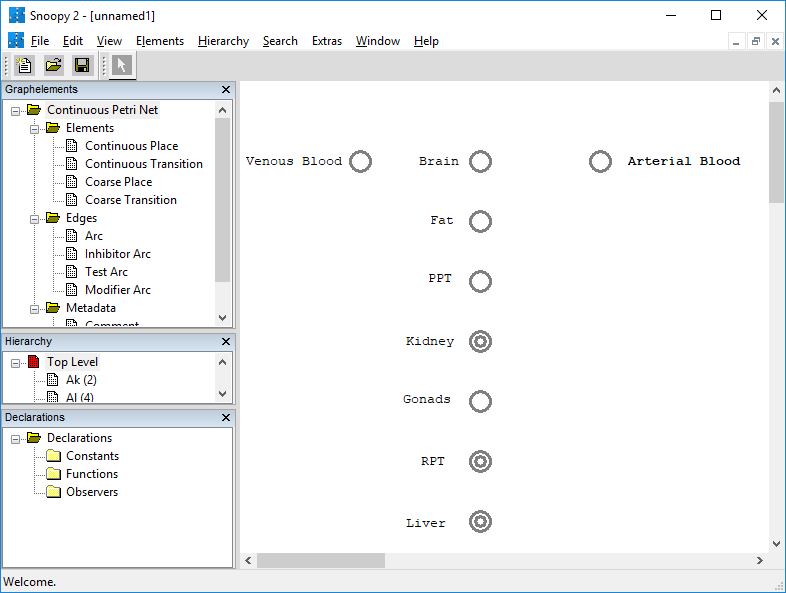 Snoopy 2 - [unnamed1]
File Edit View Elements Hierarchy Search Extras Window Help
Graphelements
Continuous Petri Net
Elements
Continuous Place
Continuous Transition
Coarse Place
Coarse Transition
Edges
Arc
Inhibitor Arc
Test Arc
Modifier Arc
Metadata
Comment
Hierarchy
Top Level
Ak (2)
Al (4)
Declarations
Declarations
Constants
Functions
Observers
Venous Blood Brain Arterial Blood
Fat
PPT
Kidney
Gonads
RPT
Liver
Welcome.